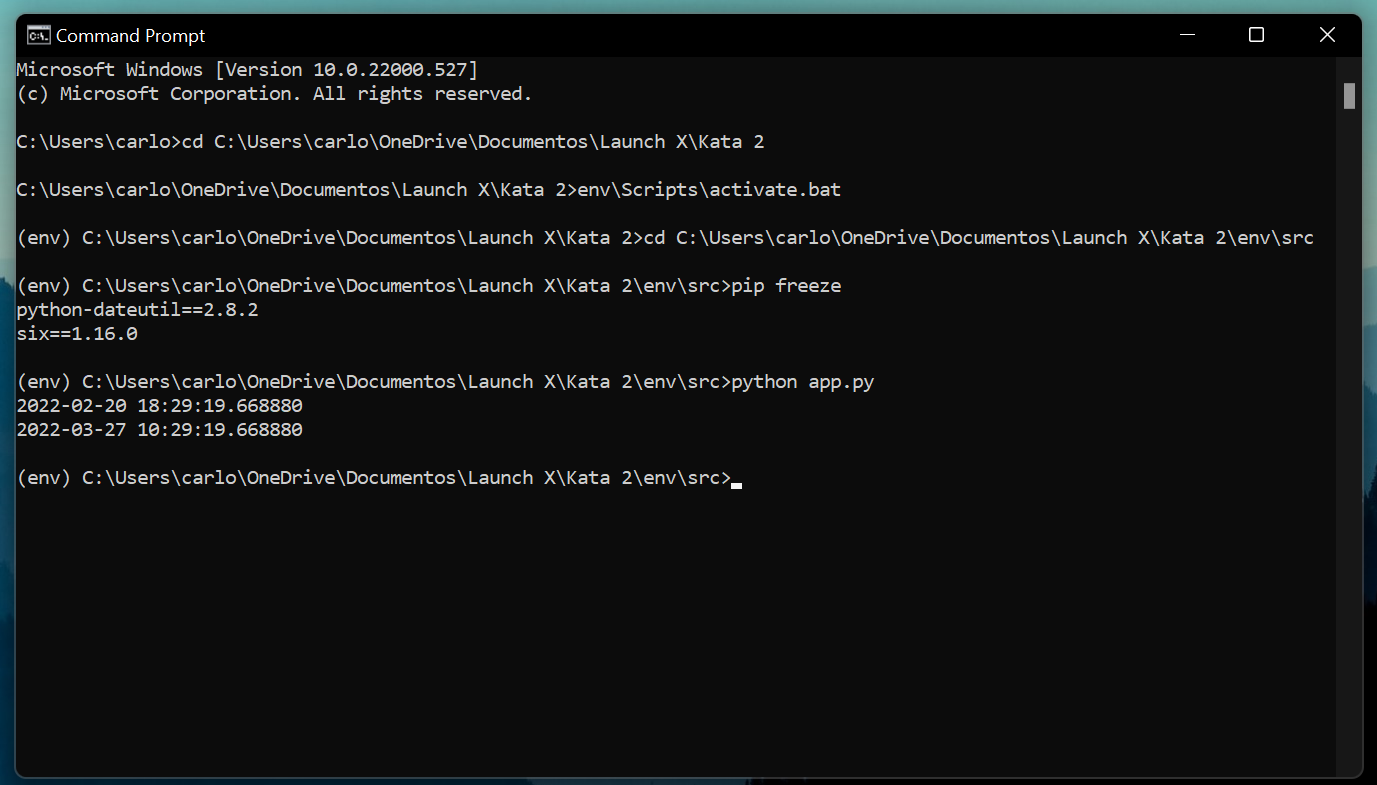 Command Prompt
Microsoft Windows [Version 10.0.22000.527]
(c) Microsoft Corporation. All rights reserved.
C:\Users\carlo>cd C:\Users\carlo\OneDrive\Documentos\Launch X\Kata 2
C:\Users\carlo\OneDrive\Documentos\Launch X\Kata 2>env\Scripts\activate.bat
(env) C:\Users\carlo\OneDrive\Documentos\Launch X\Kata 2>cd C:\Users\carlo\OneDrive\Documentos\Launch X\Kata 2\env\src
(env) C:\Users\carlo\OneDrive\Documentos\Launch X\Kata 2\env\src>pip freeze
python-dateutil==2.8.2
six==1.16.0
(env) C:\Users\carlo\OneDrive\Documentos\Launch X\Kata 2\env\src>python app.py
2022-02-20 18:29:19.668880
2022-03-27 10:29:19.668880
(env) C:\Users\carlo\OneDrive\Documentos\Launch X\Kata 2\env\src>